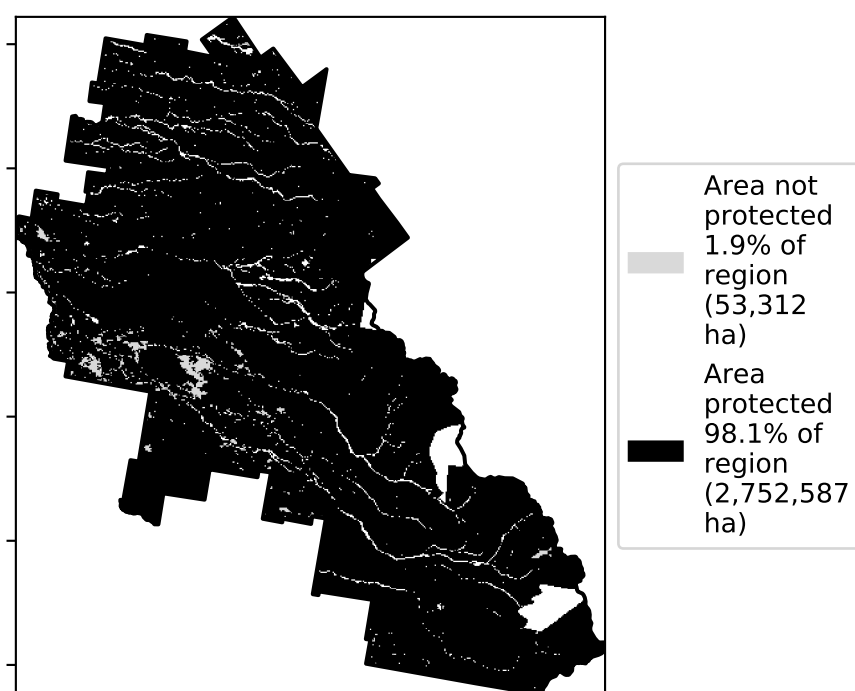 Area not
protected
1.9% of
region
(53,312
ha)
Area
protected
98.1% of
region
(2,752,587
ha)